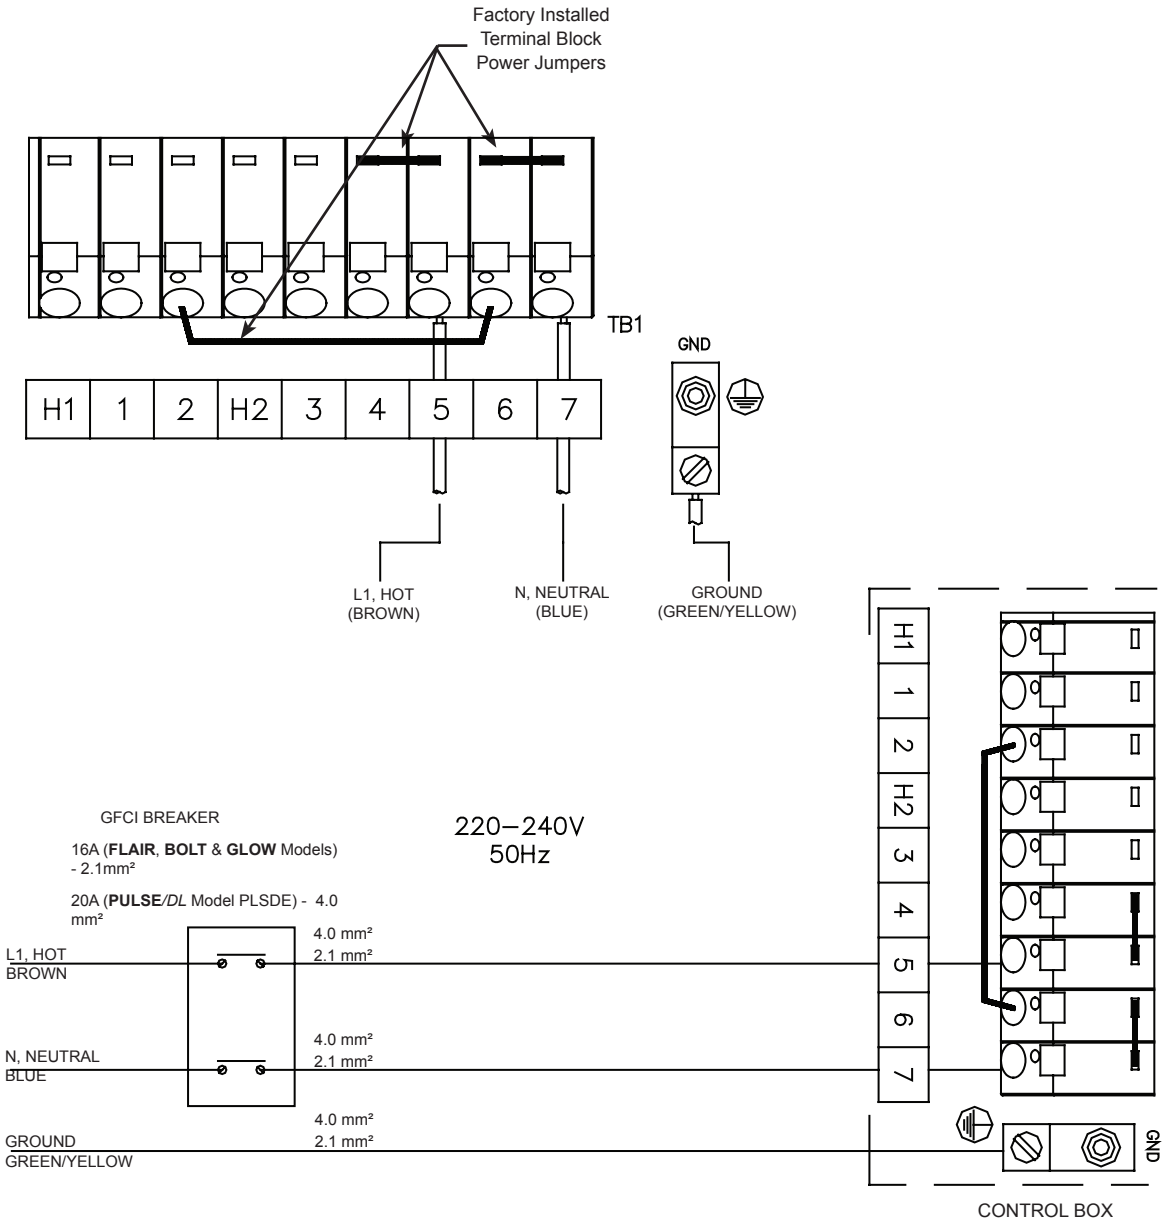 Factory Installed
Terminal Block
Power Jumpers
TB1
GND
H1 1 2 H2 3 4 5 6 7
L1, HOT
(BROWN)
N, NEUTRAL
(BLUE)
GROUND
(GREEN/YELLOW)
H1
1
2
H2
3
4
5
6
7
GFCI BREAKER
16A (FLAIR, BOLT & GLOW Models)
- 2.1mm²
20A (PULSE/DL Model PLSDE) - 4.0
mm²
220–240V
50Hz
L1, HOT
BROWN
4.0 mm²
2.1 mm²
N, NEUTRAL
BLUE
4.0 mm²
2.1 mm²
GROUND
GREEN/YELLOW
4.0 mm²
2.1 mm²
GND
CONTROL BOX